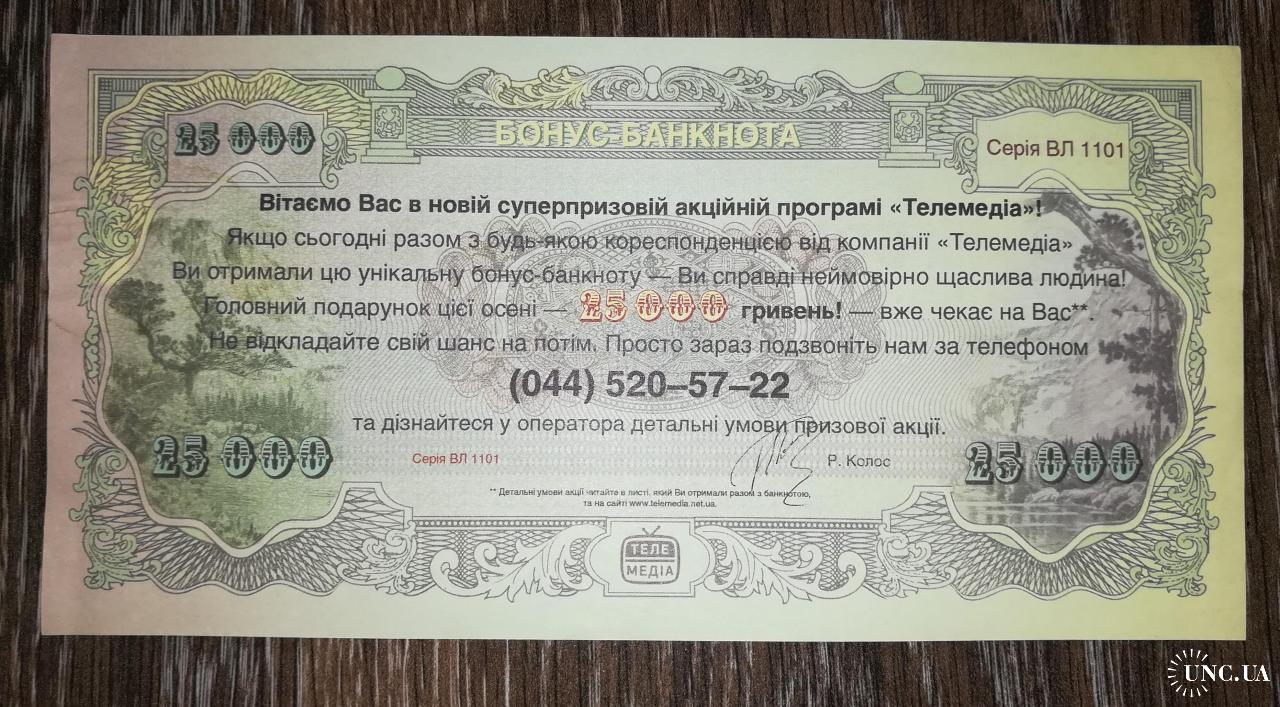 25 000
БОНУС-БАНКНОТА
Серія ВЛ 1101
Вітаємо Вас в новій суперпризовій акційній програмі «Телемедіа»!
Якщо сьогодні разом з будь-якою кореспонденцією від компанії «Телемедіа»
Ви отримали цю унікальну бонус-банкноту — Ви справді неймовірно щаслива людина!
Головний подарунок цієї осені — 25 000 гривень! — вже чекає на Вас**.
Не відкладайте свій шанс на потім. Просто зараз подзвоніть нам за телефоном
(044) 520–57–22
та дізнайтеся у оператора детальні умови призової акції.
25 000
Серія ВЛ 1101
Р. Колос
25 000
** Детальні умови акції читайте в листі, який Ви отримали разом з банкнотою,
та на сайті www.telemedia.net.ua.
ТЕЛЕ
МЕДІА
UNC.UA